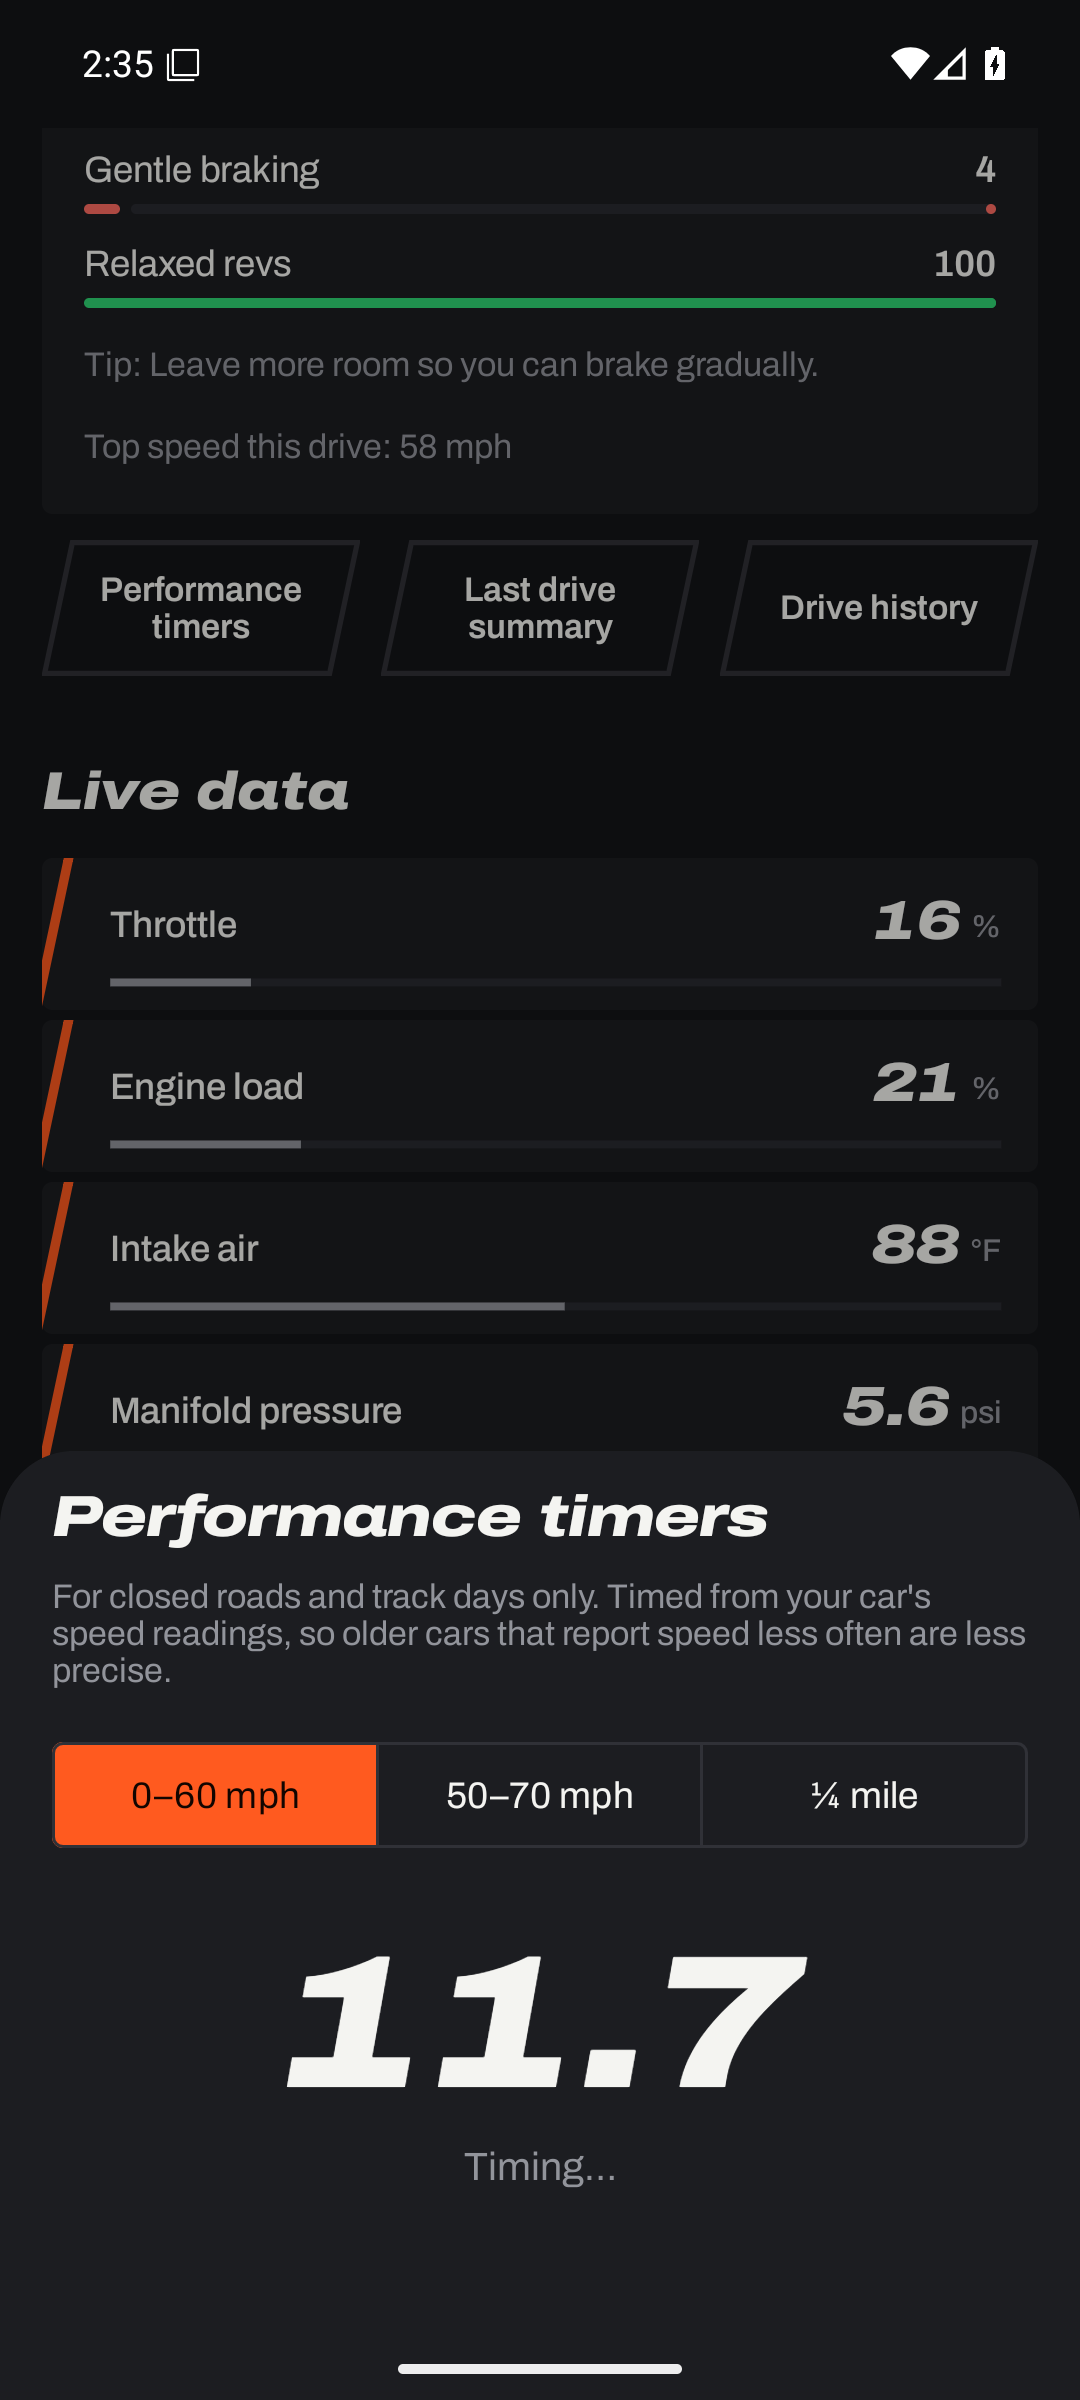 2:35
Gentle braking 4
Relaxed revs 100
Tip: Leave more room so you can brake gradually.
Top speed this drive: 58 mph
Performance
timers
Last drive
summary
Drive history
Live data
Throttle 16 %
Engine load 21 %
Intake air 88 °F
Manifold pressure 5.6 psi
Performance timers
For closed roads and track days only. Timed from your car's
speed readings, so older cars that report speed less often are less
precise.
0–60 mph 50–70 mph ¼ mile
11.7
Timing...